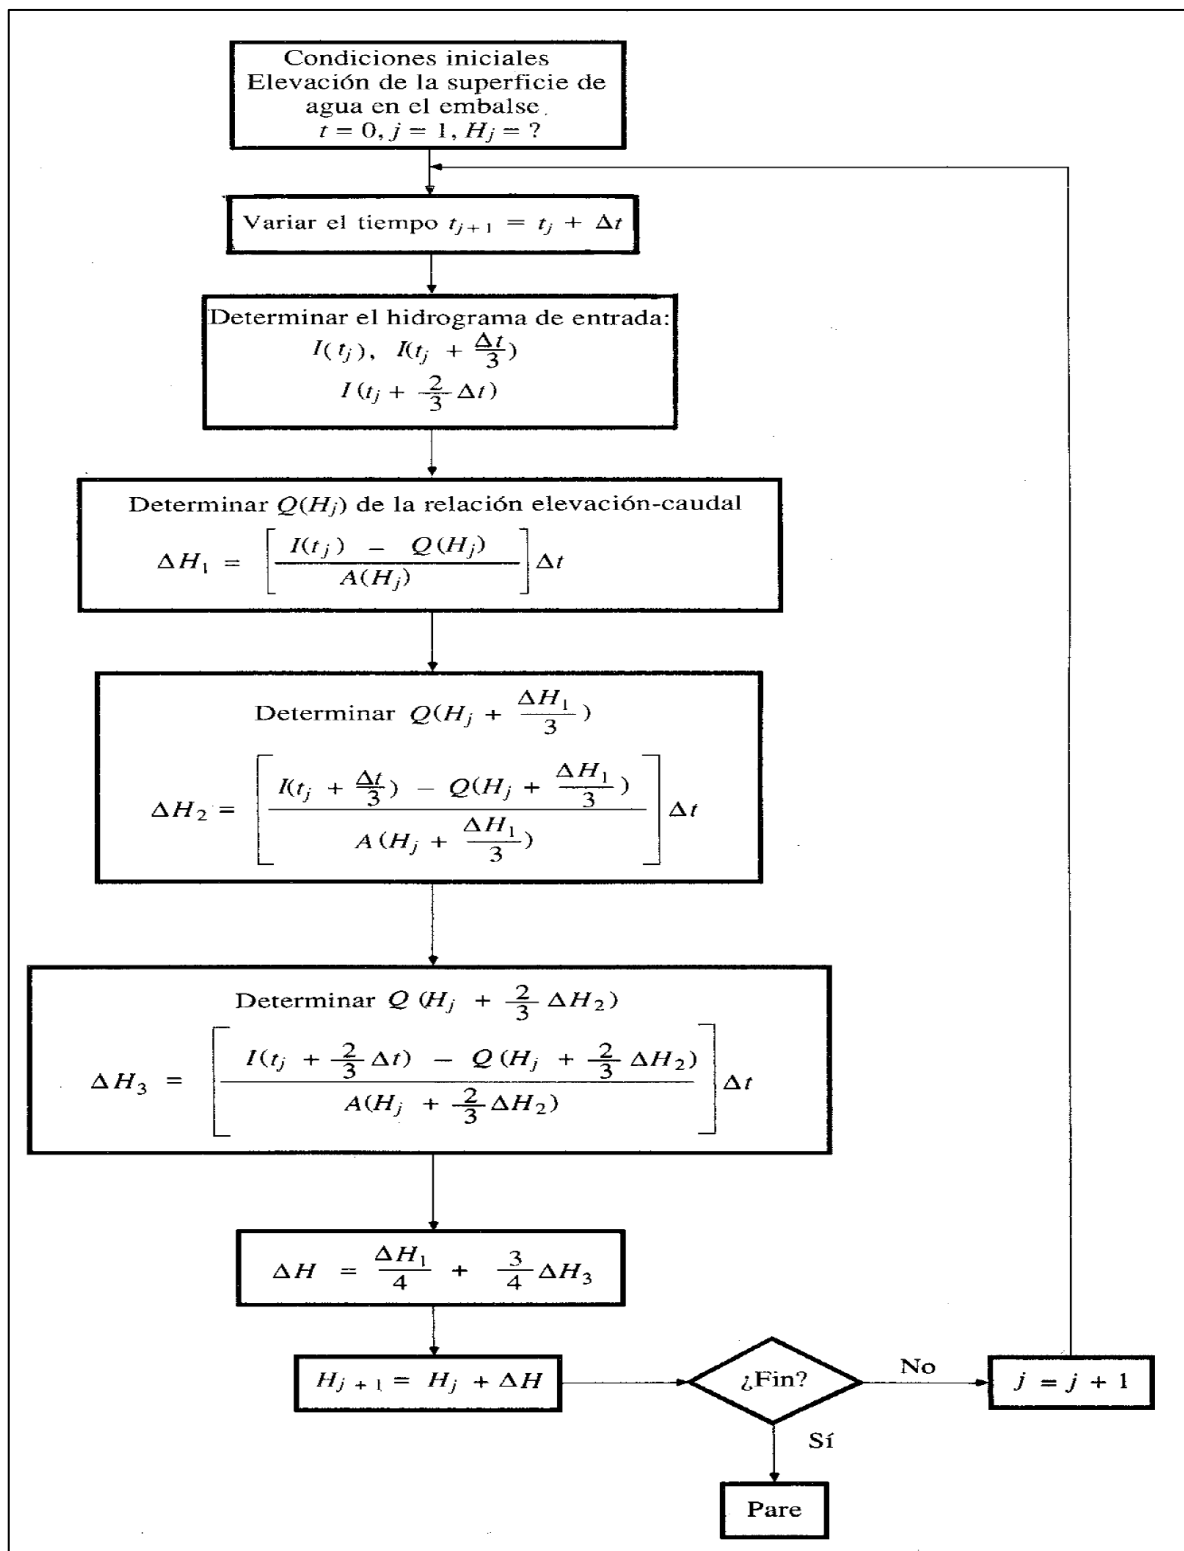 Condiciones iniciales
Elevación de la superficie de
agua en el embalse
t = 0, j = 1, H_j = ?
Variar el tiempo t_{j+1} = t_j + Δt
Determinar el hidrograma de entrada:
I(t_j), I(t_j + Δt/3)
I(t_j + 2/3 Δt)
Determinar Q(H_j) de la relación elevación-caudal
ΔH_1 = [ (I(t_j) − Q(H_j)) / A(H_j) ] Δt
Determinar Q(H_j + ΔH_1/3)
ΔH_2 = [ (I(t_j + Δt/3) − Q(H_j + ΔH_1/3)) / A(H_j + ΔH_1/3) ] Δt
Determinar Q (H_j + 2/3 ΔH_2)
ΔH_3 = [ (I(t_j + 2/3 Δt) − Q (H_j + 2/3 ΔH_2)) / A(H_j + 2/3 ΔH_2) ] Δt
ΔH = ΔH_1/4 + 3/4 ΔH_3
H_{j + 1} = H_j + ΔH
¿Fin?
No
j = j + 1
Sí
Pare